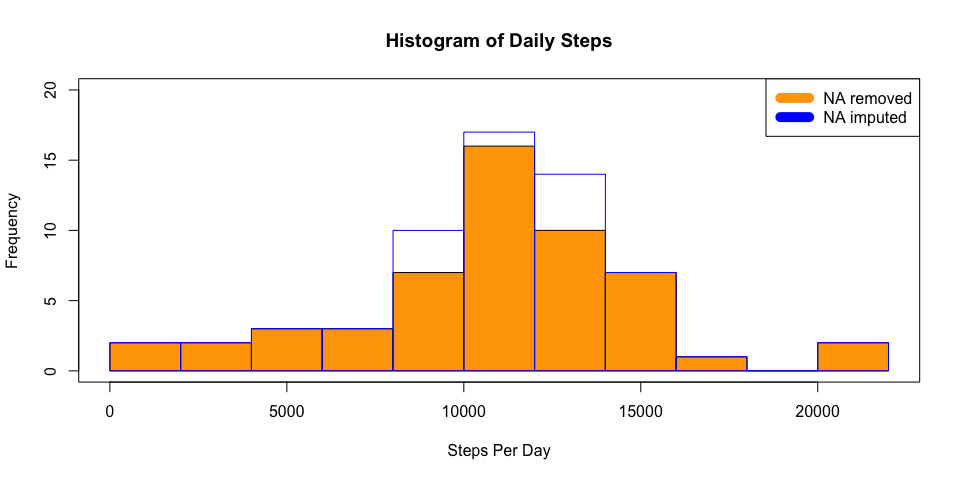 Histogram of Daily Steps
NA removed
NA imputed
Frequency
20
15
10
5
0
0 5000 10000 15000 20000
Steps Per Day